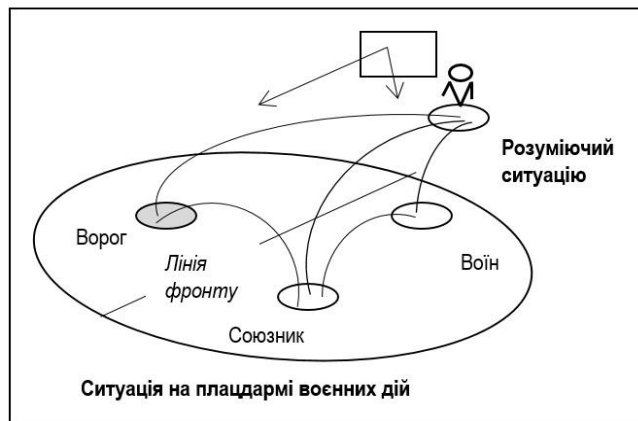 Розуміючий
ситуацію
Ворог
Воїн
Лінія
фронту
Союзник
Ситуація на плацдармі воєнних дій